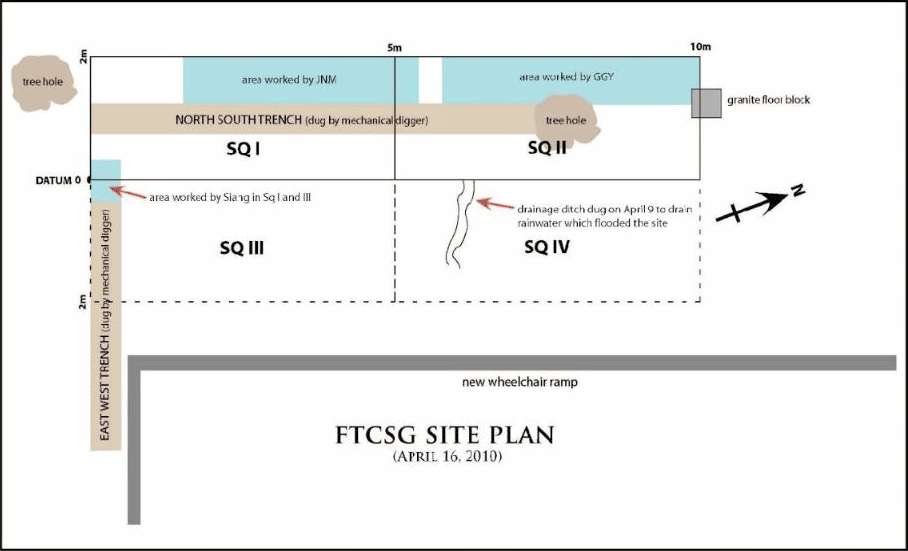 2m
5m
10m
tree hole
area worked by JNM
area worked by GGY
granite floor block
NORTH SOUTH TRENCH (dug by mechanical digger)
tree hole
SQ I
SQ II
DATUM 0
area worked by Siang in Sq I and III
N
drainage ditch dug on April 9 to drain
rainwater which flooded the site
SQ III
SQ IV
2m
EAST WEST TRENCH (dug by mechanical digger)
new wheelchair ramp
FTCSG SITE PLAN
(APRIL 16, 2010)